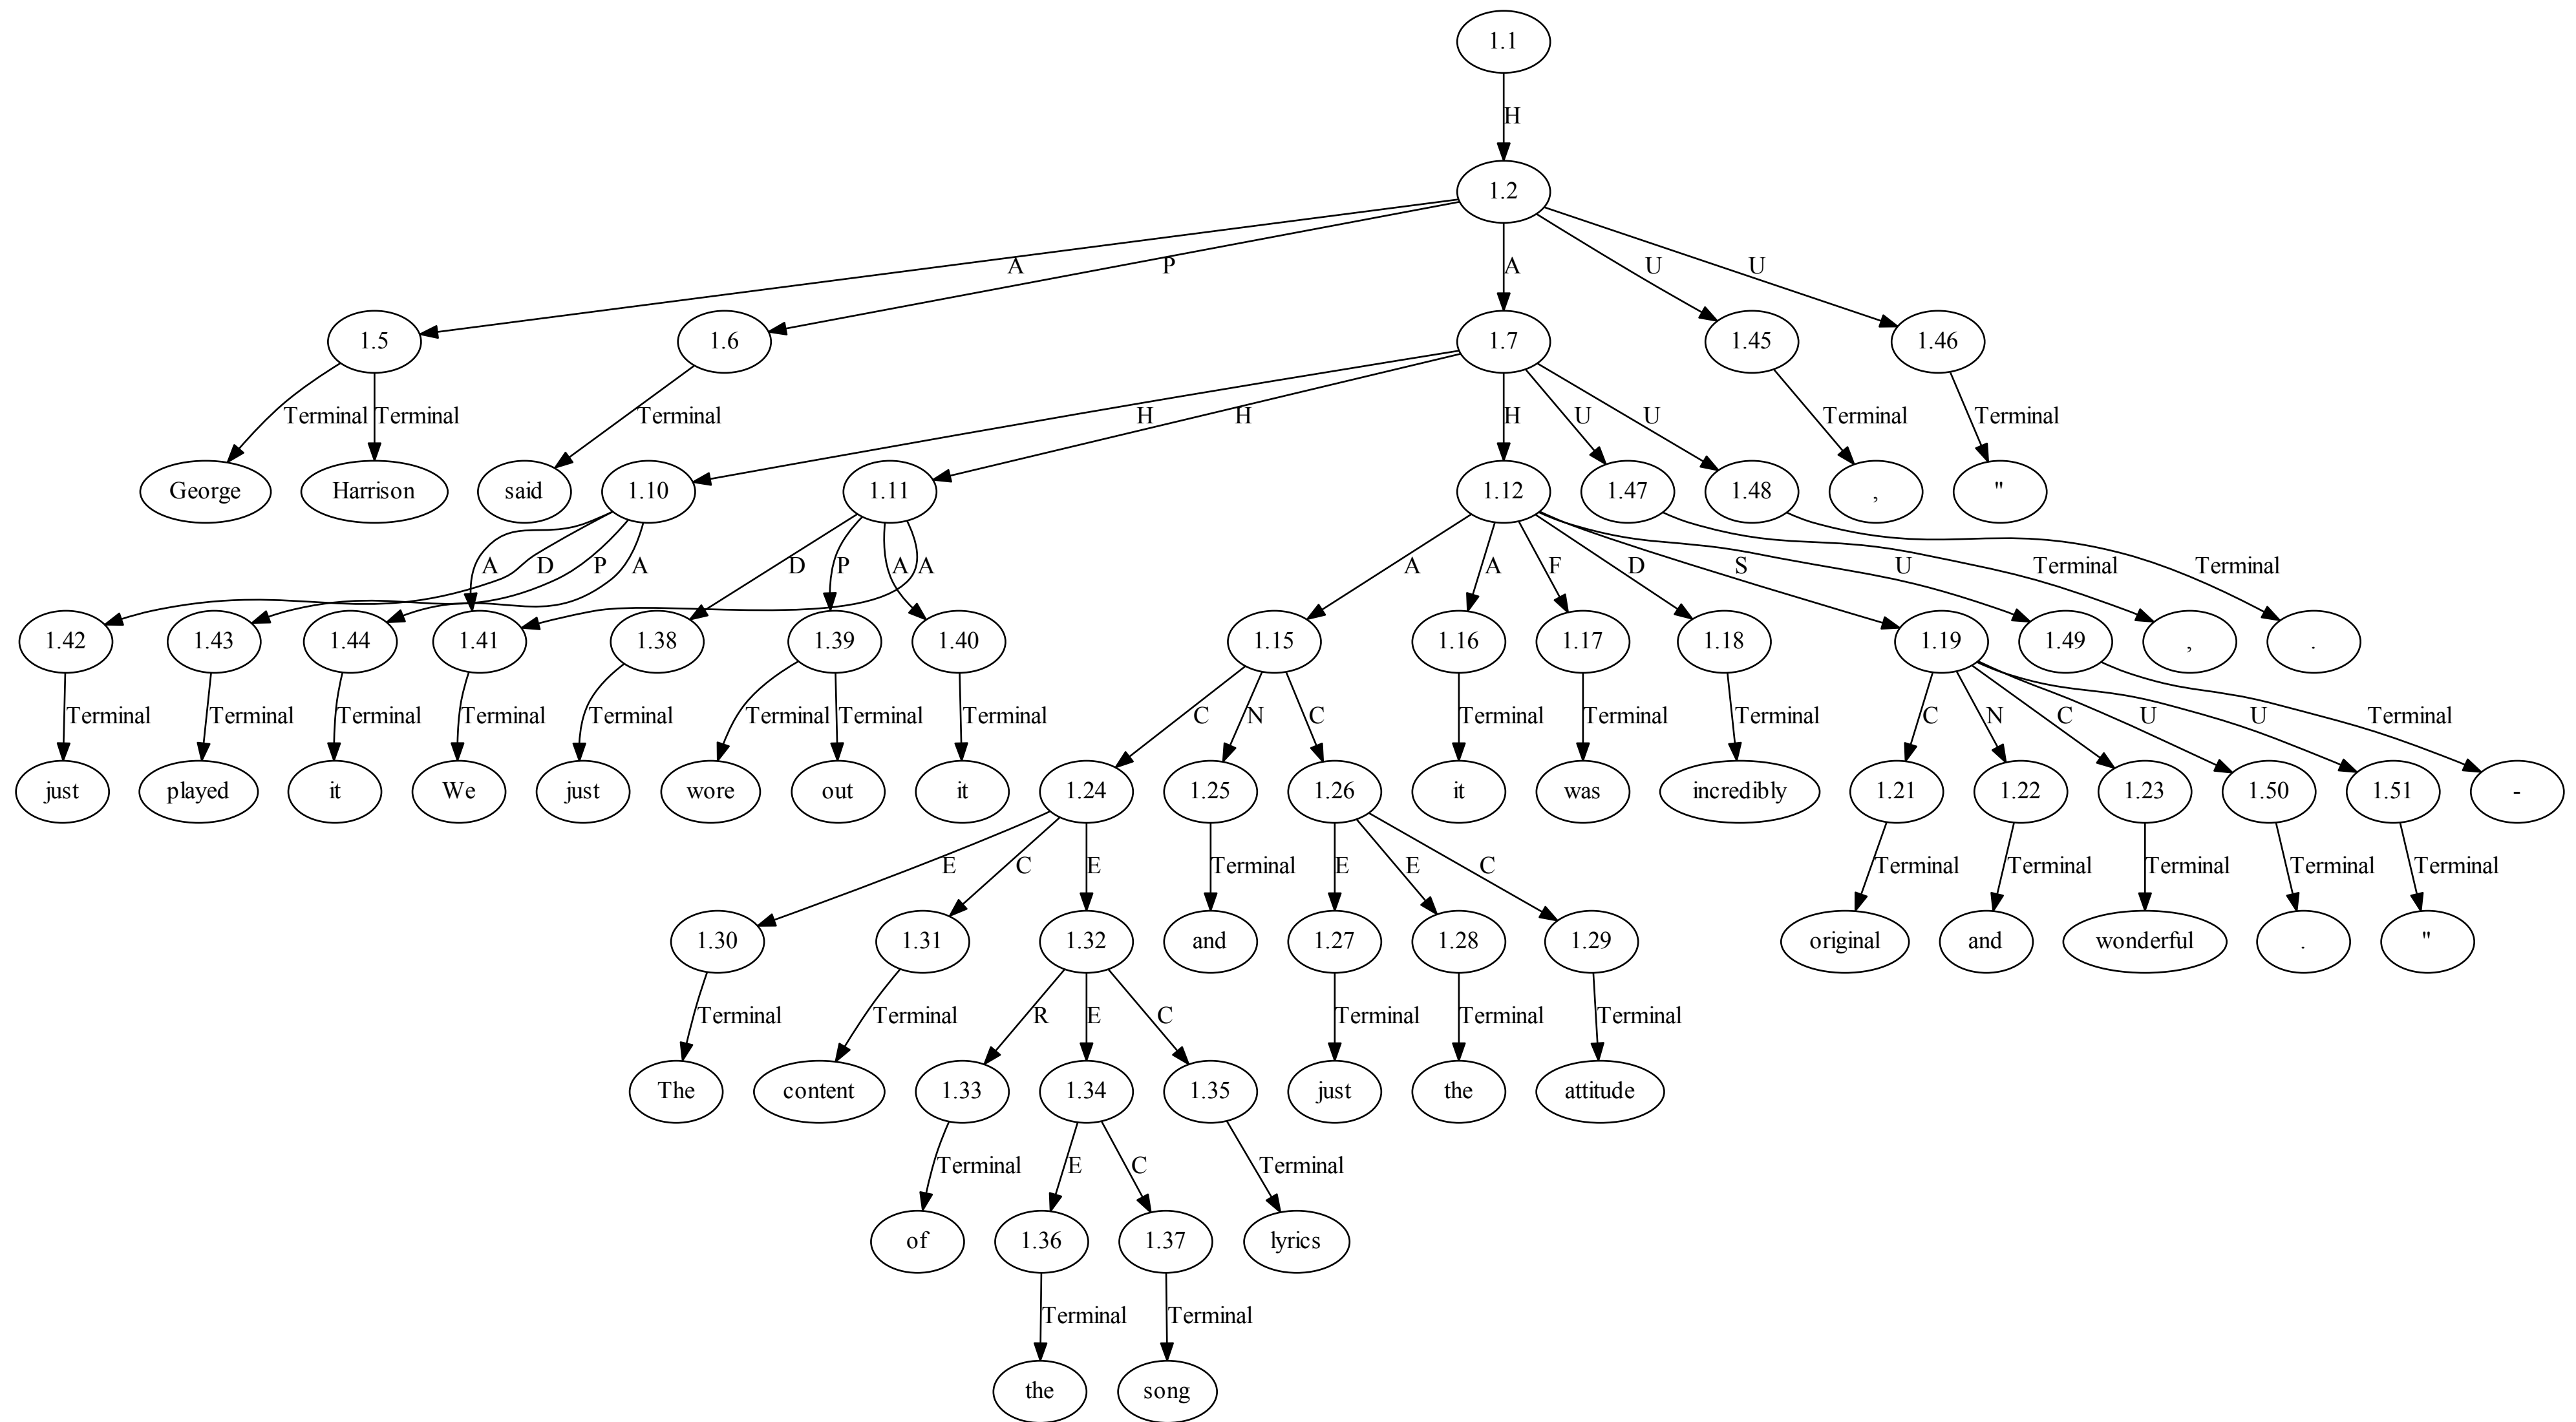 1.1
H
1.2
A P A U U
1.5 1.6 1.7 1.45 1.46
Terminal Terminal Terminal H H H U U Terminal Terminal
George Harrison said 1.10 1.11 1.12 1.47 1.48 , "
A D P A D P A A A A F D S U Terminal Terminal
1.42 1.43 1.44 1.41 1.38 1.39 1.40 1.15 1.16 1.17 1.18 1.19 1.49 , .
Terminal Terminal Terminal Terminal Terminal Terminal Terminal Terminal C N C Terminal Terminal Terminal C N C U U Terminal
just played it We just wore out it 1.24 1.25 1.26 it was incredibly 1.21 1.22 1.23 1.50 1.51 -
E C E Terminal E E C Terminal Terminal Terminal Terminal Terminal
1.30 1.31 1.32 and 1.27 1.28 1.29 original and wonderful . "
Terminal Terminal R E C Terminal Terminal Terminal
The content 1.33 1.34 1.35 just the attitude
Terminal E C Terminal
of 1.36 1.37 lyrics
Terminal Terminal
the song